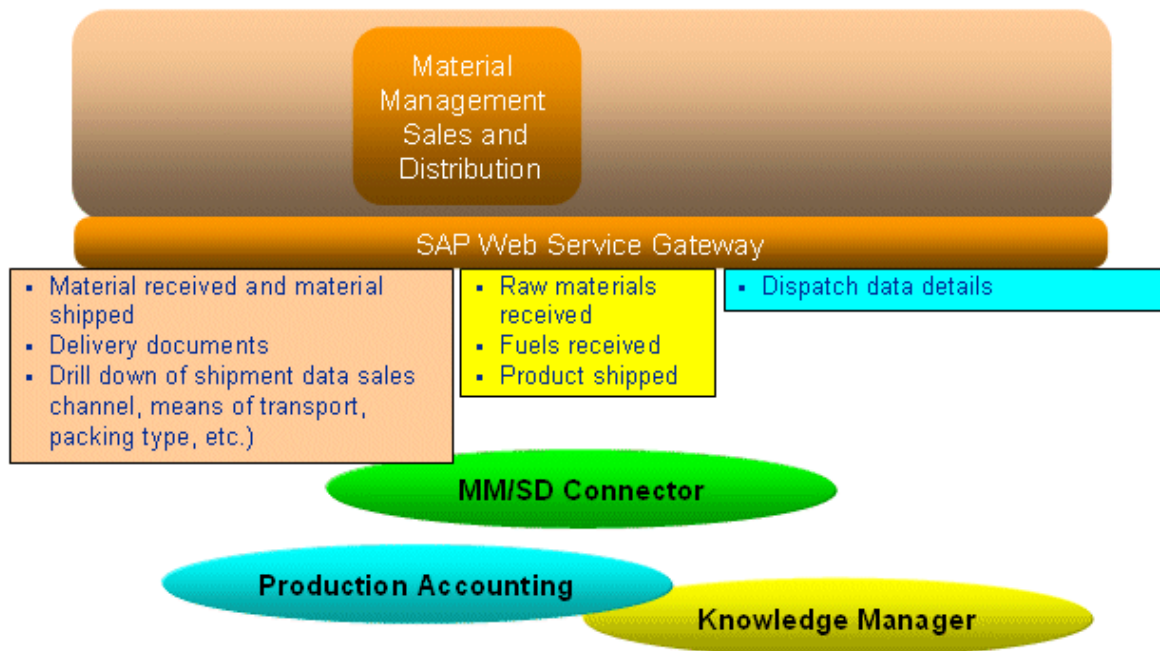 Material
Management
Sales and
Distribution
SAP Web Service Gateway
▪ Material received and material
shipped
▪ Delivery documents
▪ Drill down of shipment data sales
channel, means of transport,
packing type, etc.)
▪ Raw materials
received
▪ Fuels received
▪ Product shipped
▪ Dispatch data details
MM/SD Connector
Production Accounting
Knowledge Manager